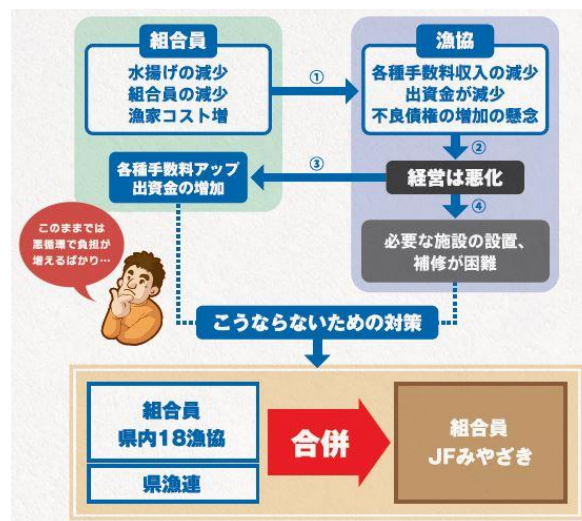 組合員
水揚げの減少
組合員の減少
漁家コスト増
①
漁協
各種手数料収入の減少
出資金が減少
不良債権の増加の懸念
②
経営は悪化
③
各種手数料アップ
出資金の増加
④
必要な施設の設置、
補修が困難
このままでは
悪循環で負担が
増えるばかり…
こうならないための対策
組合員
県内18漁協
県漁連
合併
組合員
JFみやざき